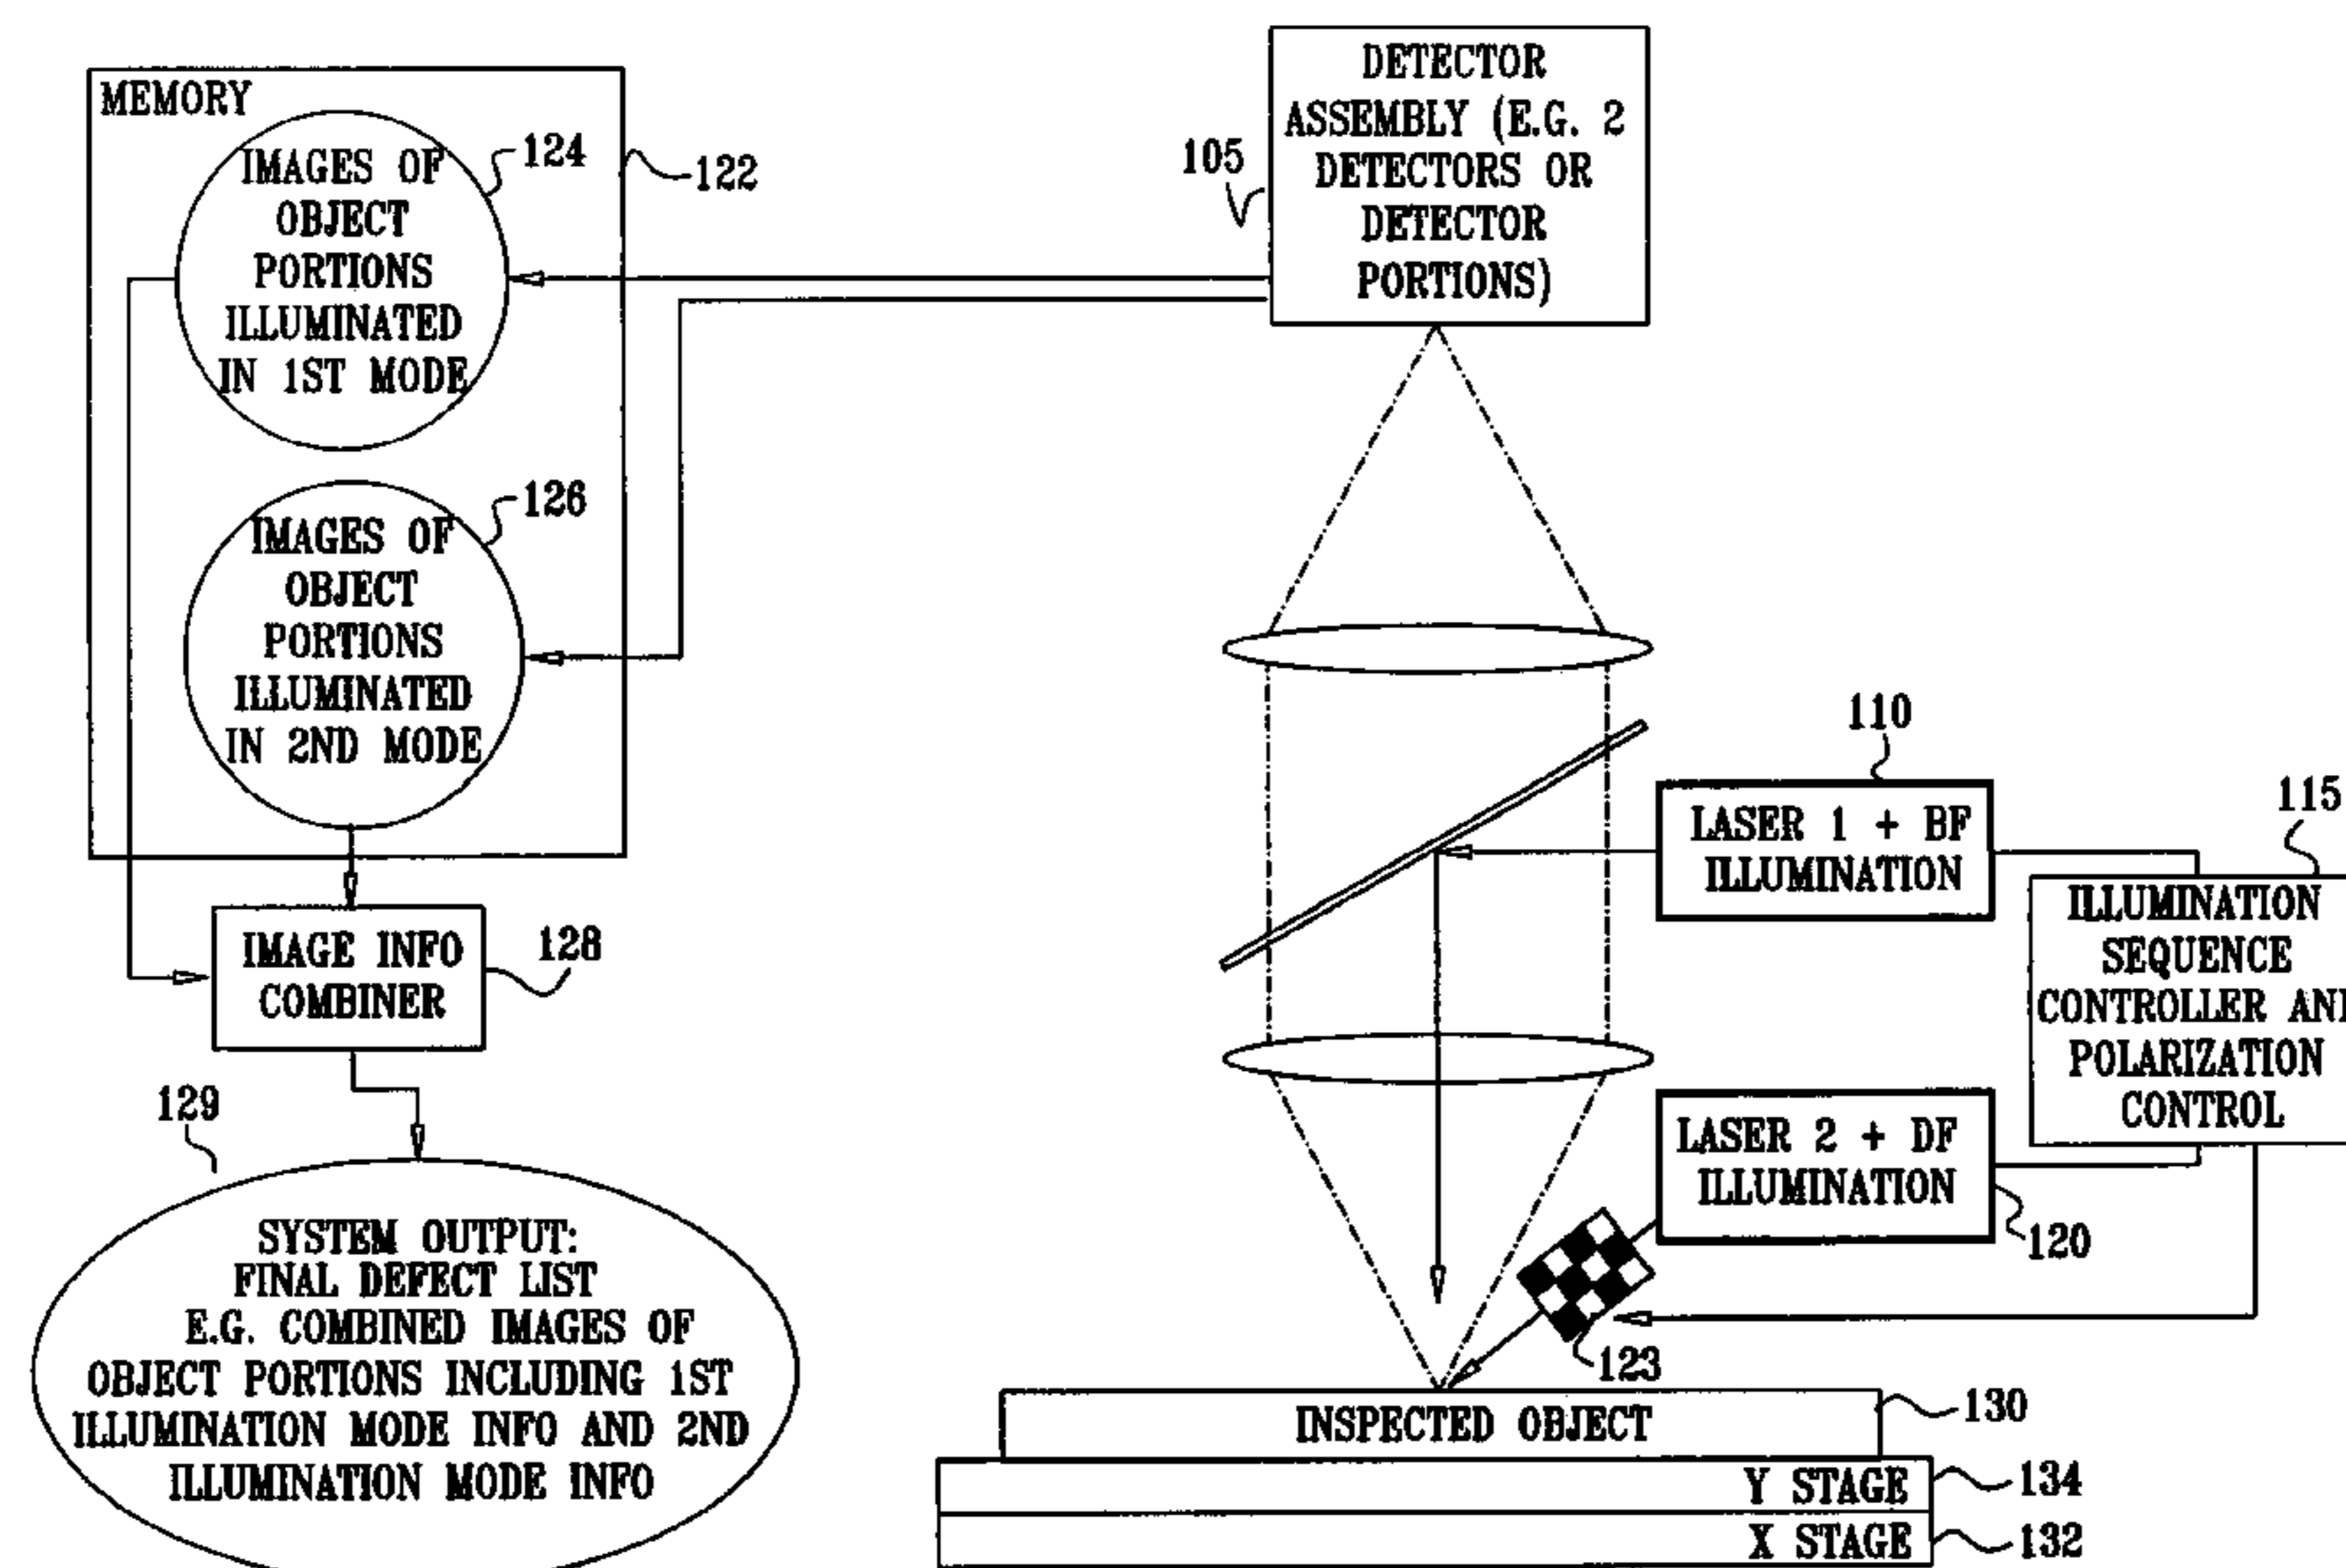 MEMORY
IMAGES OF
OBJECT
PORTIONS
ILLUMINATED
IN 1ST MODE
124
122
IMAGES OF
OBJECT
PORTIONS
ILLUMINATED
IN 2ND MODE
126
IMAGE INFO
COMBINER
128
129
SYSTEM OUTPUT:
FINAL DEFECT LIST
E.G. COMBINED IMAGES OF
OBJECT PORTIONS INCLUDING 1ST
ILLUMINATION MODE INFO AND 2ND
ILLUMINATION MODE INFO
DETECTOR
ASSEMBLY (E.G. 2
DETECTORS OR
DETECTOR
PORTIONS)
105
110
LASER 1 + BF
ILLUMINATION
115
ILLUMINATION
SEQUENCE
CONTROLLER AND
POLARIZATION
CONTROL
LASER 2 + DF
ILLUMINATION
120
123
INSPECTED OBJECT
130
Y STAGE
134
X STAGE
132